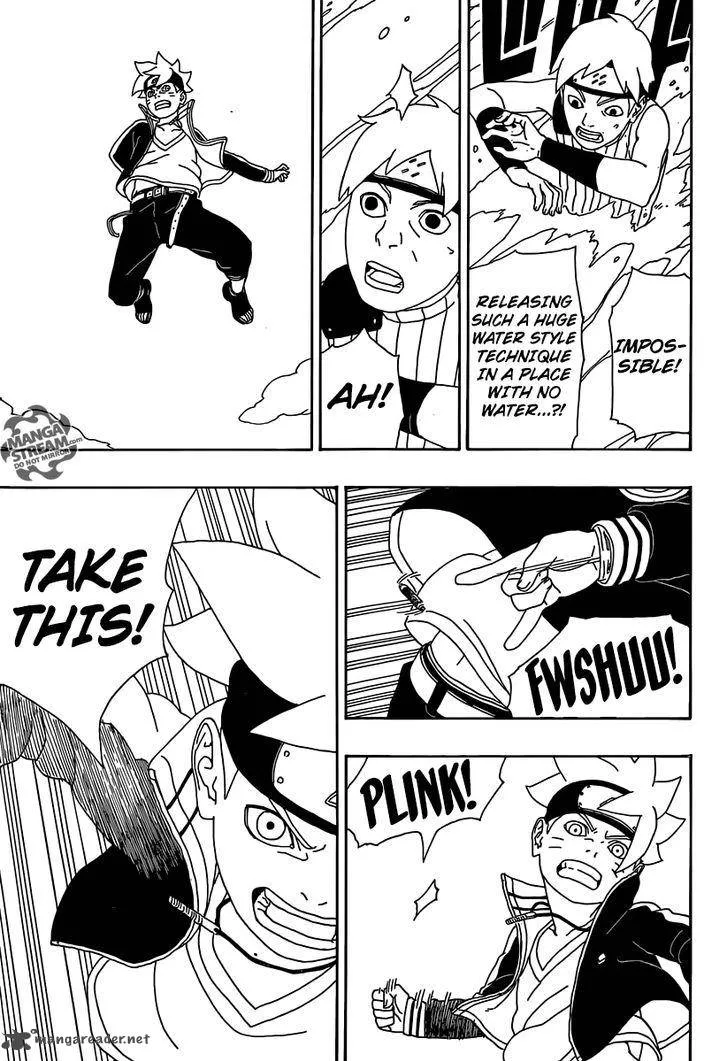 IMPOS-
SIBLE!
RELEASING
SUCH A HUGE
WATER STYLE
TECHNIQUE
IN A PLACE
WITH NO
WATER...?!
AH!
MANGA
STREAM.com
DO NOT MIRROR
FWSHUU!
PLINK!
TAKE
THIS!
mangareader.net